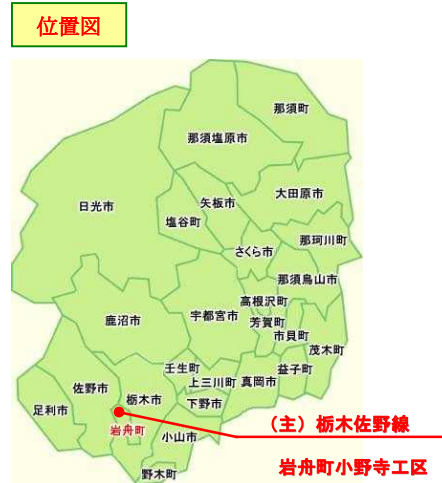 位置図
那須町
那須塩原市
大田原市
日光市
矢板市
塩谷町
那珂川町
さくら市
那須烏山市
高根沢町
宇都宮市
鹿沼市
芳賀町
市貝町
茂木町
壬生町
益子町
上三川町
真岡市
佐野市
栃木市
下野市
足利市
(主)栃木佐野線
岩舟町
小山市
岩舟町小野寺工区
野木町